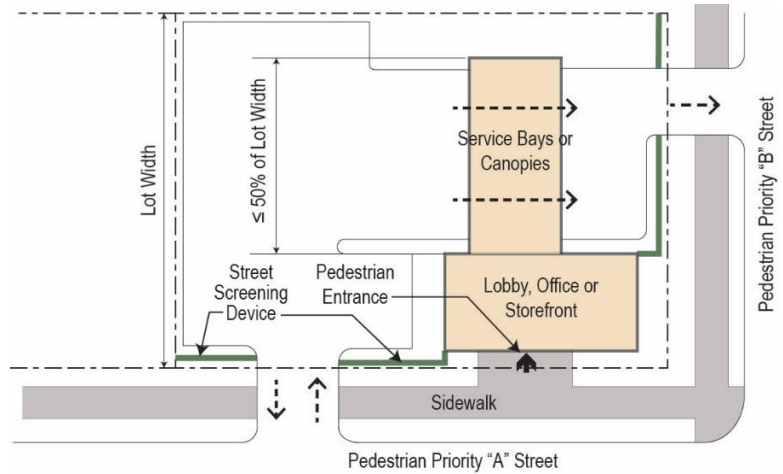 Lot Width
≤ 50% of Lot Width
Service Bays or
Canopies
Pedestrian Priority “B” Street
Street
Screening
Device
Pedestrian
Entrance
Lobby, Office or
Storefront
Sidewalk
Pedestrian Priority “A” Street